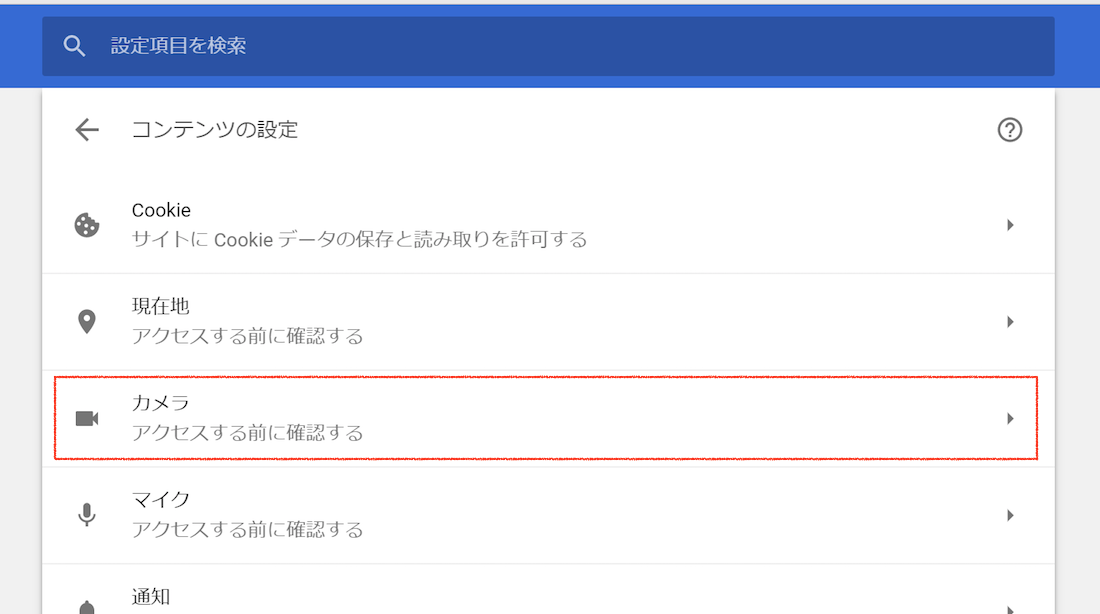 設定項目を検索
コンテンツの設定
Cookie
サイトに Cookie データの保存と読み取りを許可する
現在地
アクセスする前に確認する
カメラ
アクセスする前に確認する
マイク
アクセスする前に確認する
通知